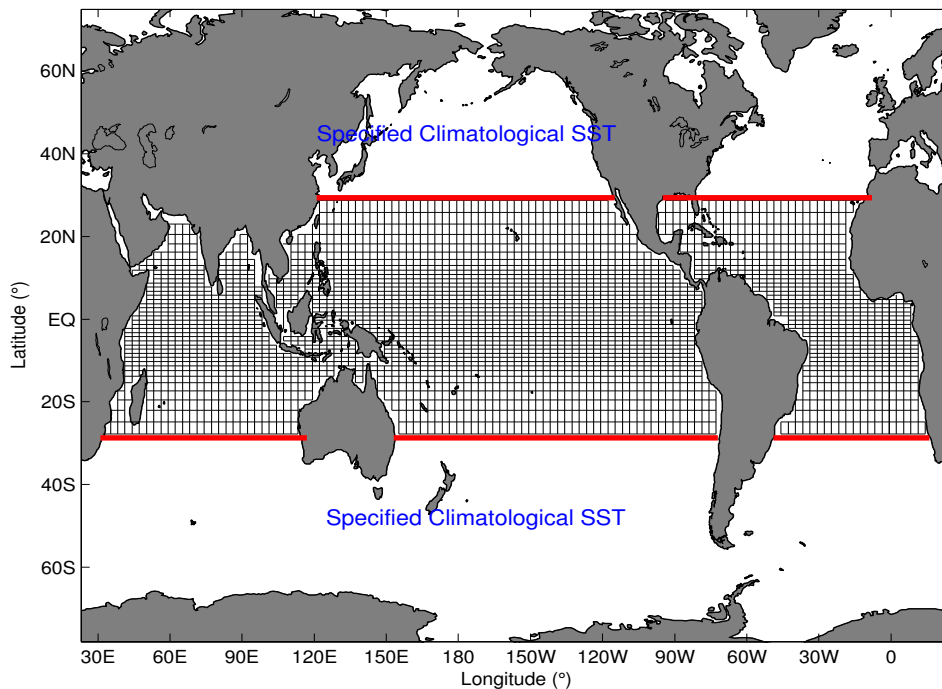 60N
Specified Climatological SST
40N
20N
EQ
Latitude (°)
20S
40S
Specified Climatological SST
60S
30E 60E 90E 120E 150E 180 150W 120W 90W 60W 30W 0
Longitude (°)